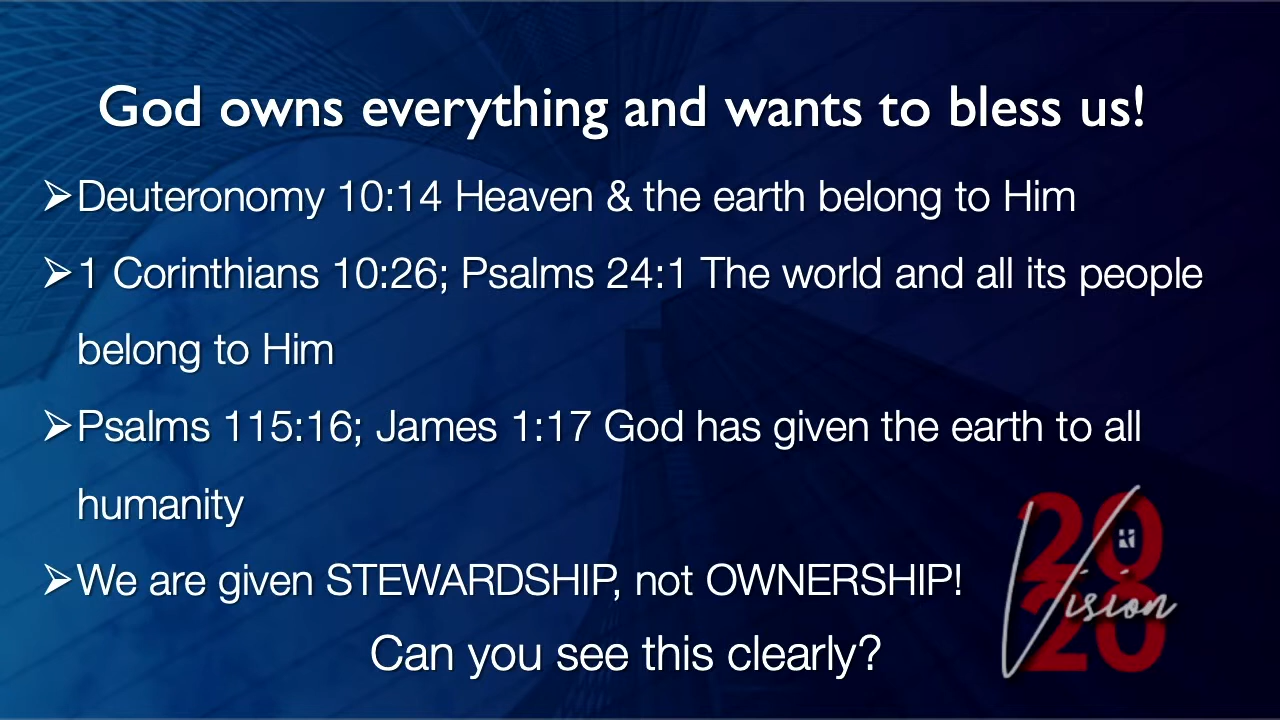 God owns everything and wants to bless us!
➢Deuteronomy 10:14 Heaven & the earth belong to Him
➢1 Corinthians 10:26; Psalms 24:1 The world and all its people
belong to Him
➢Psalms 115:16; James 1:17 God has given the earth to all
humanity
➢We are given STEWARDSHIP, not OWNERSHIP!
Can you see this clearly?
20
Vision
20